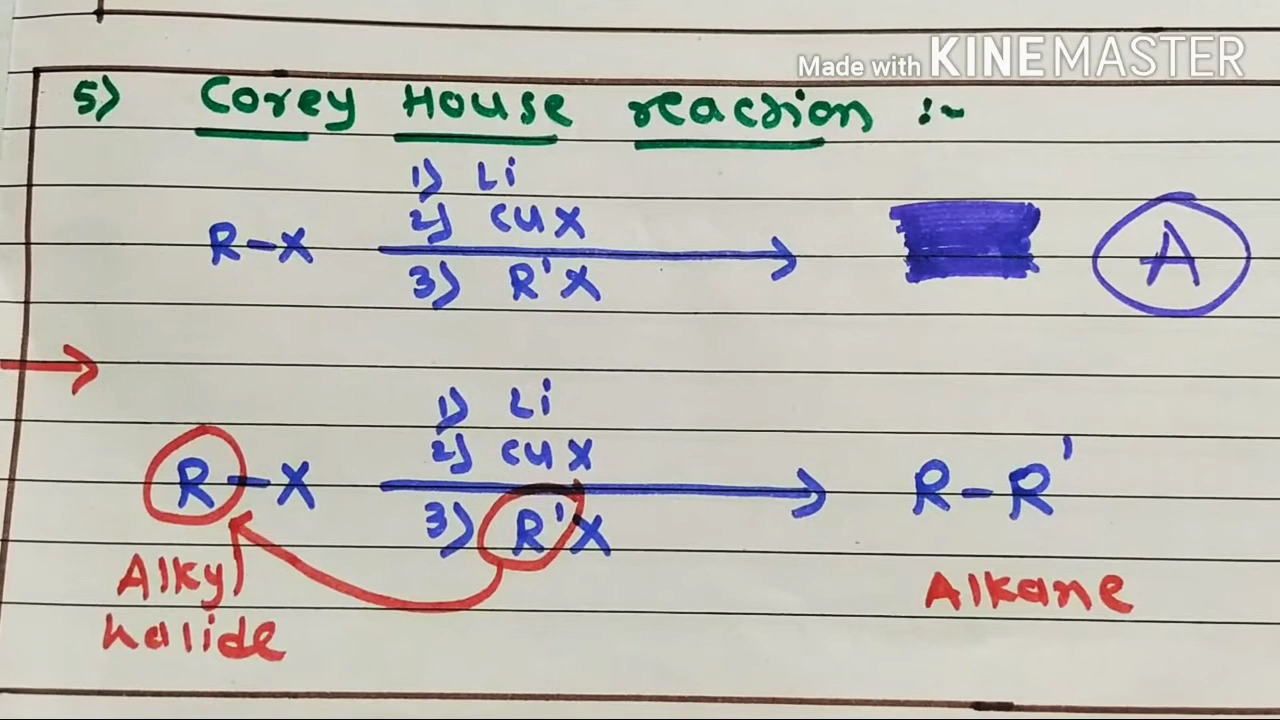 Made with KINEMASTER
5) Corey House reaction :-
1) Li
2) CuX
R-X
3) R'X
A
1) Li
2) CuX
R-X
R-R'
3) R'X
Alkyl
halide
Alkane